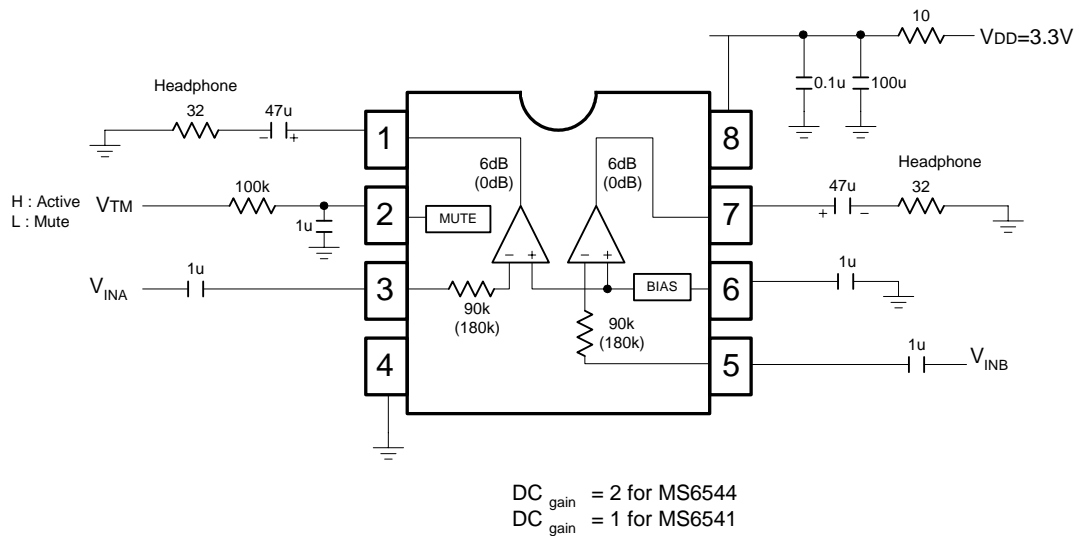 10
VDD=3.3V
0.1u
100u
Headphone
32
47u
− +
1
8
6dB
(0dB)
6dB
(0dB)
Headphone
47u
32
+ −
H : Active
L : Mute
VTM
100k
1u
2
MUTE
7
− +
− +
1u
VINA
1u
3
90k
(180k)
BIAS
6
90k
(180k)
4
5
1u
VINB
DC gain = 2 for MS6544
DC gain = 1 for MS6541